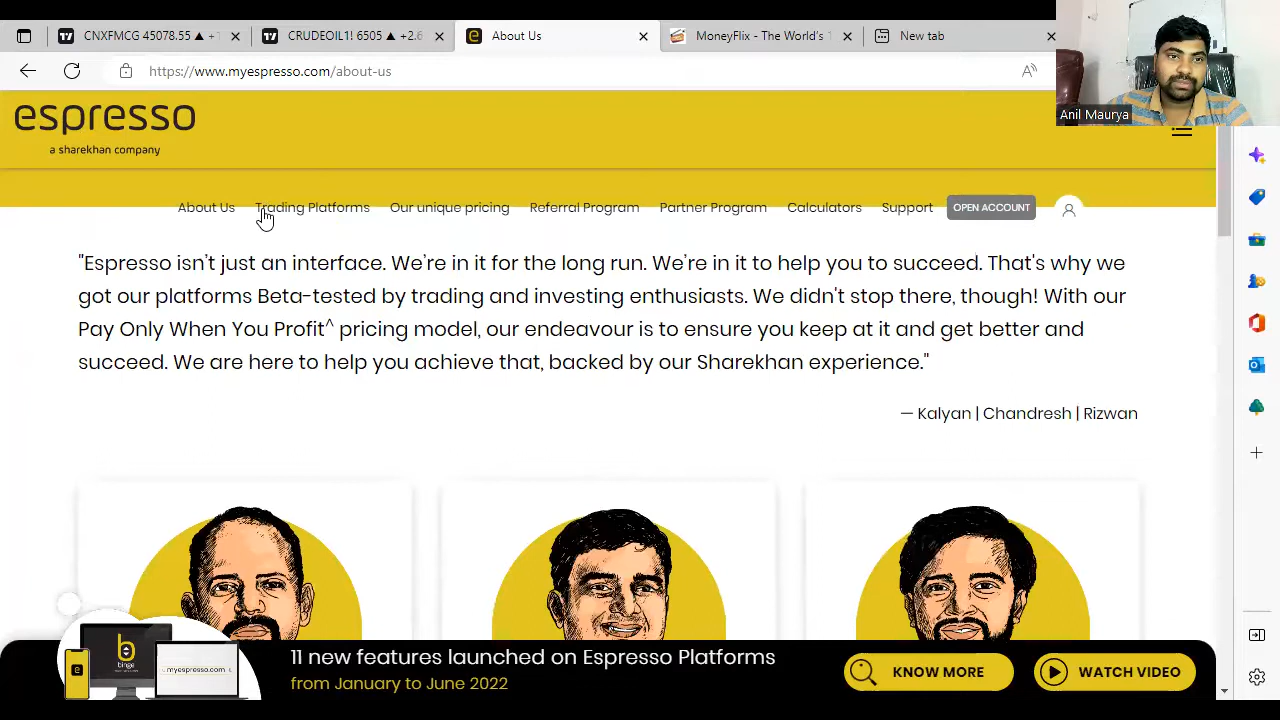 CNXFMCG 45078.55 ▲ +1
CRUDEOIL1! 6505 ▲ +2.6
About Us
MoneyFlix - The World's
New tab
https://www.myespresso.com/about-us
Anil Maurya
espresso
a sharekhan company
About Us Trading Platforms Our unique pricing Referral Program Partner Program Calculators Support OPEN ACCOUNT
"Espresso isn't just an interface. We're in it for the long run. We're in it to help you to succeed. That's why we
got our platforms Beta-tested by trading and investing enthusiasts. We didn't stop there, though! With our
Pay Only When You Profit^ pricing model, our endeavour is to ensure you keep at it and get better and
succeed. We are here to help you achieve that, backed by our Sharekhan experience."
— Kalyan | Chandresh | Rizwan
binge
myespresso.com
11 new features launched on Espresso Platforms
from January to June 2022
KNOW MORE
WATCH VIDEO